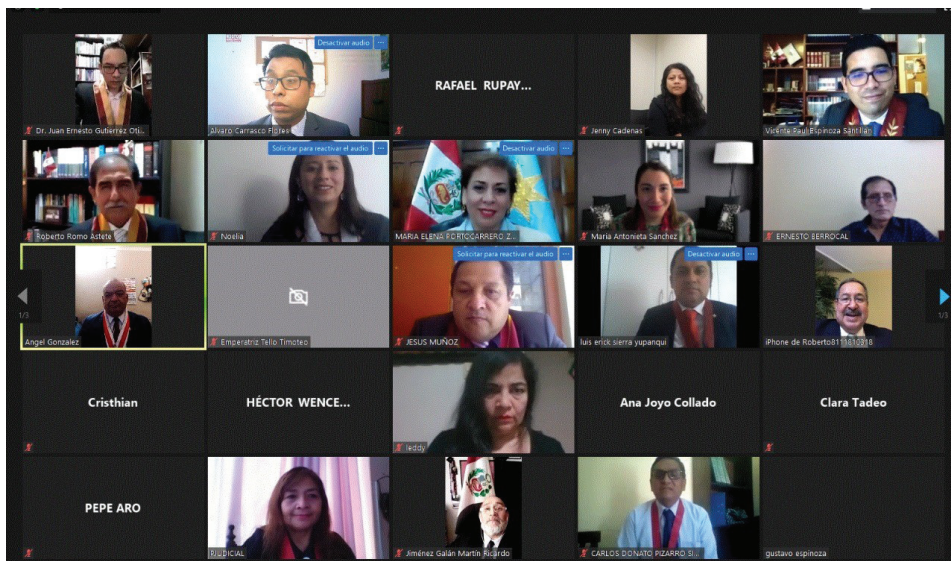 Dr. Juan Ernesto Gutierrez Oti...
Desactivar audio ...
Alvaro Carrasco Flores
RAFAEL RUPAY...
Jenny Cadenas
Vicente Paul Espinoza Santillan
Roberto Romo Astete
Solicitar para reactivar el audio ...
Noelia
Desactivar audio ...
MARIA ELENA PORTOCARRERO Z...
Maria Antonieta Sanchez
ERNESTO BERROCAL
1/3
Angel Gonzalez
Emperatriz Tello Timoteo
Solicitar para reactivar el audio ...
JESUS MUÑOZ
Desactivar audio ...
luis erick sierra yupanqui
iPhone de Roberto8111810918
1/3
Cristhian
HÉCTOR WENCE...
leddy
Ana Joyo Collado
Clara Tadeo
PEPE ARO
PJUDICIAL
Jiménez Galán Martín Ricardo
CARLOS DONATO PIZARRO SI...
gustavo espinoza